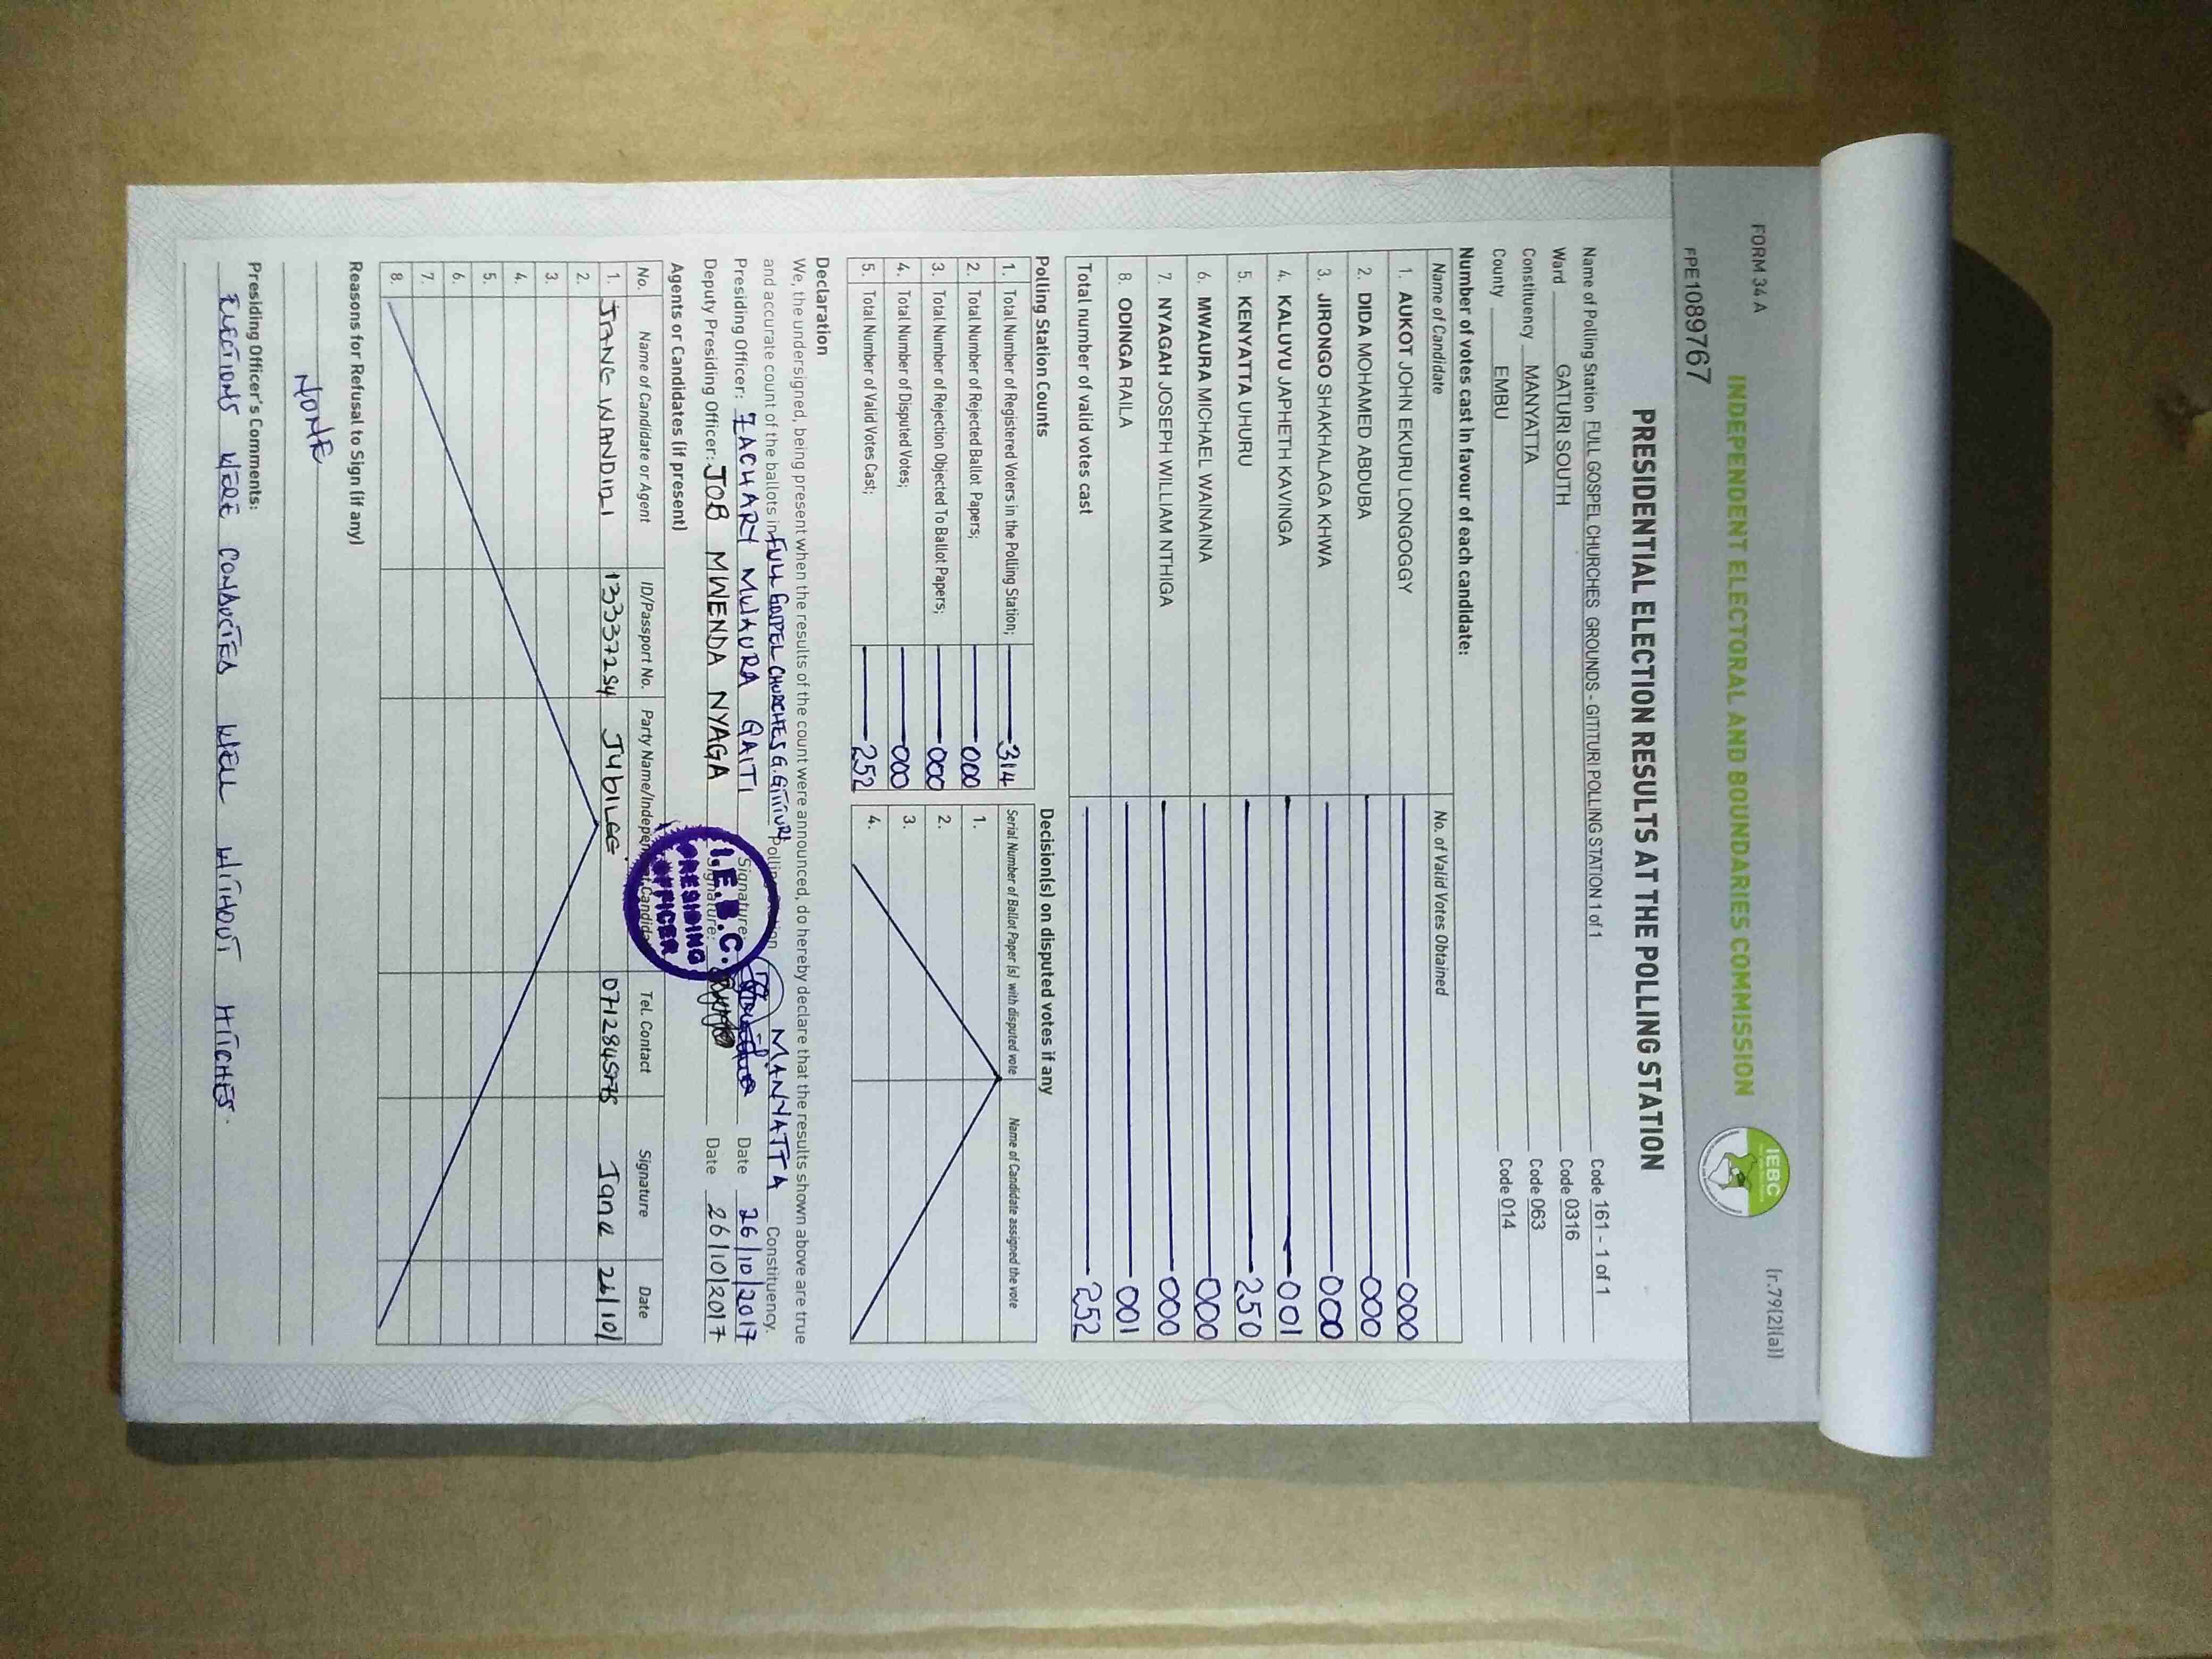 FORM 34 A
(r.79(2)(a))
INDEPENDENT ELECTORAL AND BOUNDARIES COMMISSION
IEBC
FPE1089767
PRESIDENTIAL ELECTION RESULTS AT THE POLLING STATION
Name of Polling Station FULL GOSPEL CHURCHES GROUNDS - GITTURI POLLING STATION 1 of 1 Code 161 - 1 of 1
Ward GATURI SOUTH Code 0316
Constituency MANYATTA Code 063
County EMBU Code 014
Number of votes cast in favour of each candidate:
Name of Candidate No. of Valid Votes Obtained
1. AUKOT JOHN EKURU LONGOGGY 000
2. DIDA MOHAMED ABDUBA 000
3. JIRONGO SHAKHALAGA KHWA 000
4. KALUYU JAPHETH KAVINGA 001
5. KENYATTA UHURU 250
6. MWAURA MICHAEL WAINAINA 000
7. NYAGAH JOSEPH WILLIAM NTHIGA 000
8. ODINGA RAILA 001
Total number of valid votes cast 252
Polling Station Counts Decision(s) on disputed votes if any
1. Total Number of Registered Voters in the Polling Station; 314 Serial Number of Ballot Paper (s) with disputed vote Name of Candidate assigned the vote
2. Total Number of Rejected Ballot Papers; 000 1.
3. Total Number of Rejection Objected To Ballot Papers; 000 2.
4. Total Number of Disputed Votes; 000 3.
5. Total Number of Valid Votes Cast; 252 4.
Declaration
We, the undersigned, being present when the results of the count were announced, do hereby declare that the results shown above are true
and accurate count of the ballots in FULL GOSPEL CHURCHES G. GITTURI Polling Station MANYATTA Constituency.
Presiding Officer: ZACHARY MWAURA GAITI Signature: Date 26/10/2017
Deputy Presiding Officer: JOB MWENDA NYAGA Signature: Date 26/10/2017
I.E.B.C.
PRESIDING
OFFICER
Agents or Candidates (if present)
No. Name of Candidate or Agent ID/Passport No. Party Name/Independent Candidate Tel. Contact Signature Date
1. JANE 13337254 JUBILEE Jane 26/10/
2.
3.
4.
5.
6.
7.
8.
Reasons for Refusal to Sign (if any)
NONE
Presiding Officer's Comments:
ELECTIONS WERE CONDUCTED WELL WITHOUT HITCHES.